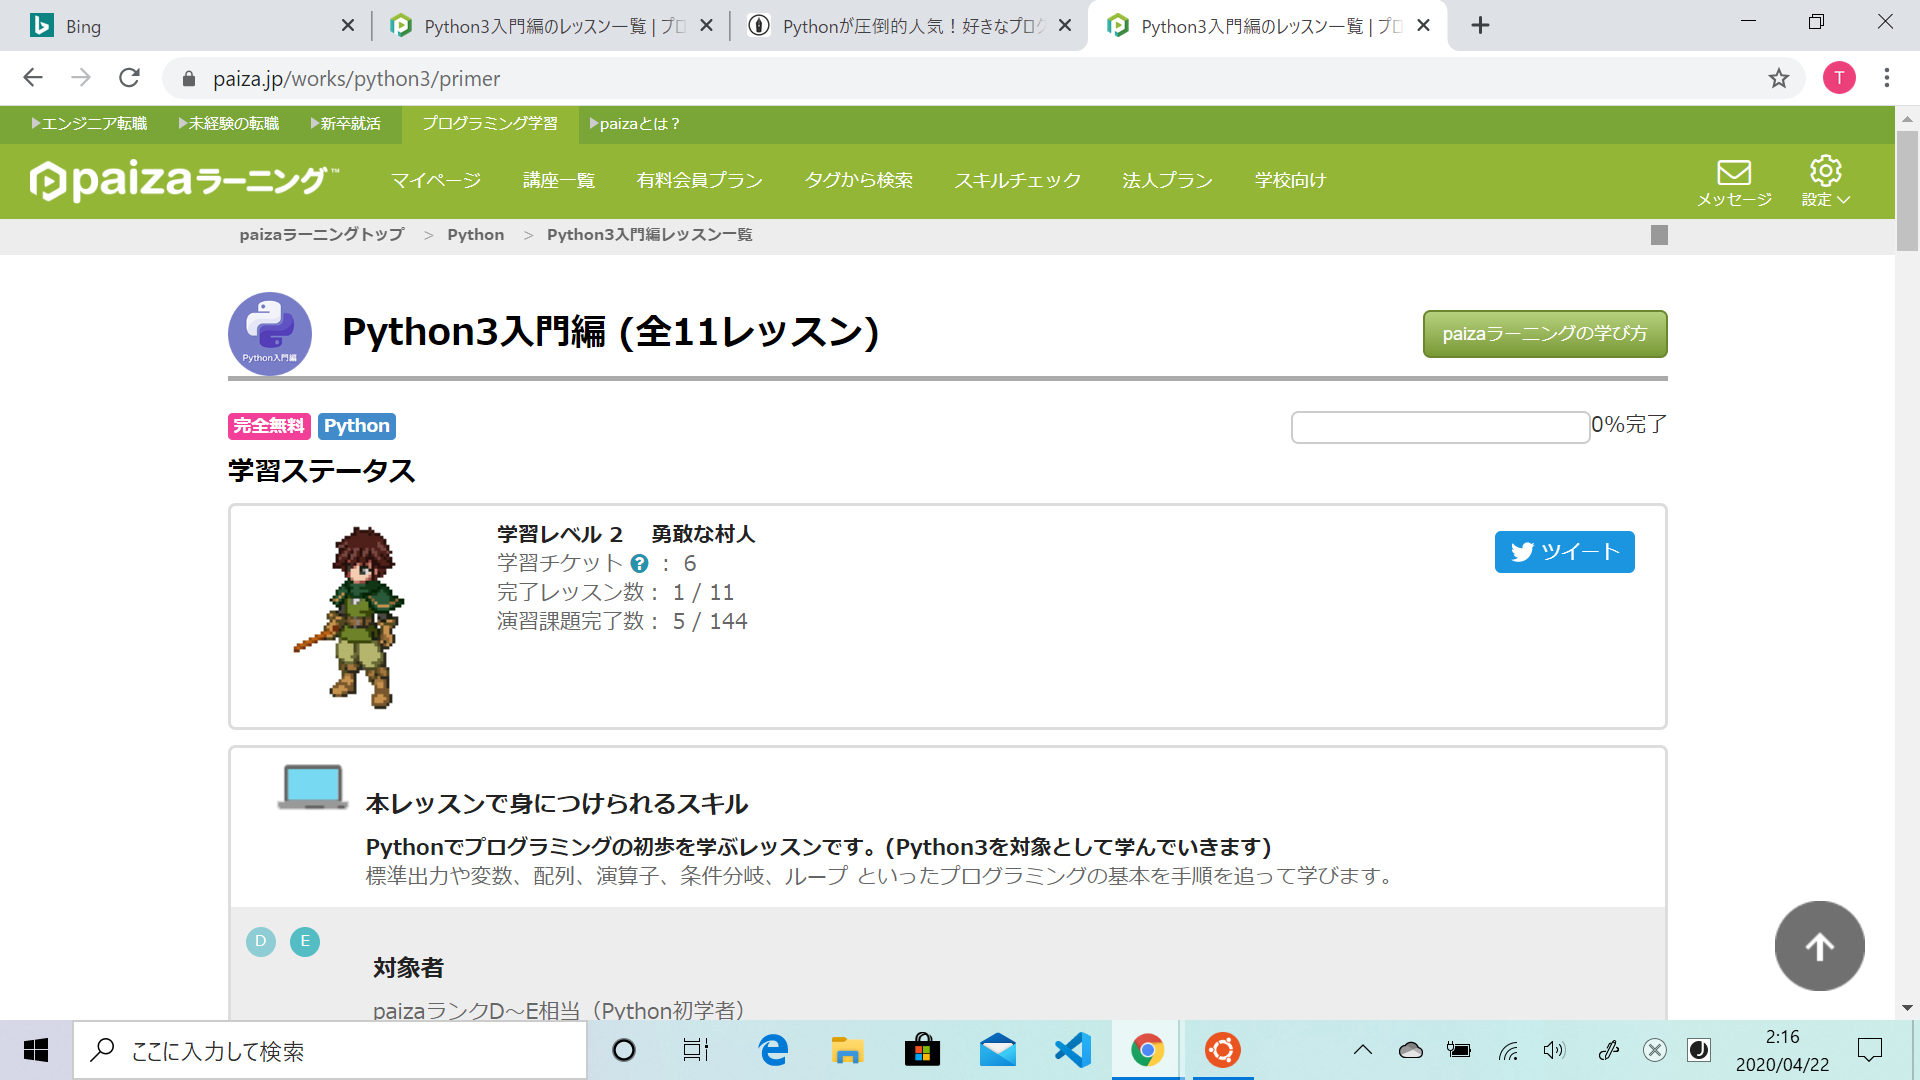 Bing
Python3入門編のレッスン一覧 | プロ
Pythonが圧倒的人気！好きなプログ
Python3入門編のレッスン一覧 | プロ
paiza.jp/works/python3/primer
T
エンジニア転職
未経験の転職
新卒就活
プログラミング学習
paizaとは？
paizaラーニング™
マイページ
講座一覧
有料会員プラン
タグから検索
スキルチェック
法人プラン
学校向け
メッセージ
設定
paizaラーニングトップ > Python > Python3入門編レッスン一覧
Python入門編
Python3入門編 (全11レッスン)
paizaラーニングの学び方
完全無料 Python
0%完了
学習ステータス
学習レベル 2 勇敢な村人
学習チケット ? ： 6
完了レッスン数： 1 / 11
演習課題完了数： 5 / 144
ツイート
本レッスンで身につけられるスキル
Pythonでプログラミングの初歩を学ぶレッスンです。(Python3を対象として学んでいきます)
標準出力や変数、配列、演算子、条件分岐、ループ といったプログラミングの基本を手順を追って学びます。
D E
対象者
paizaランクD～E相当（Python初学者）
ここに入力して検索
2:16
2020/04/22